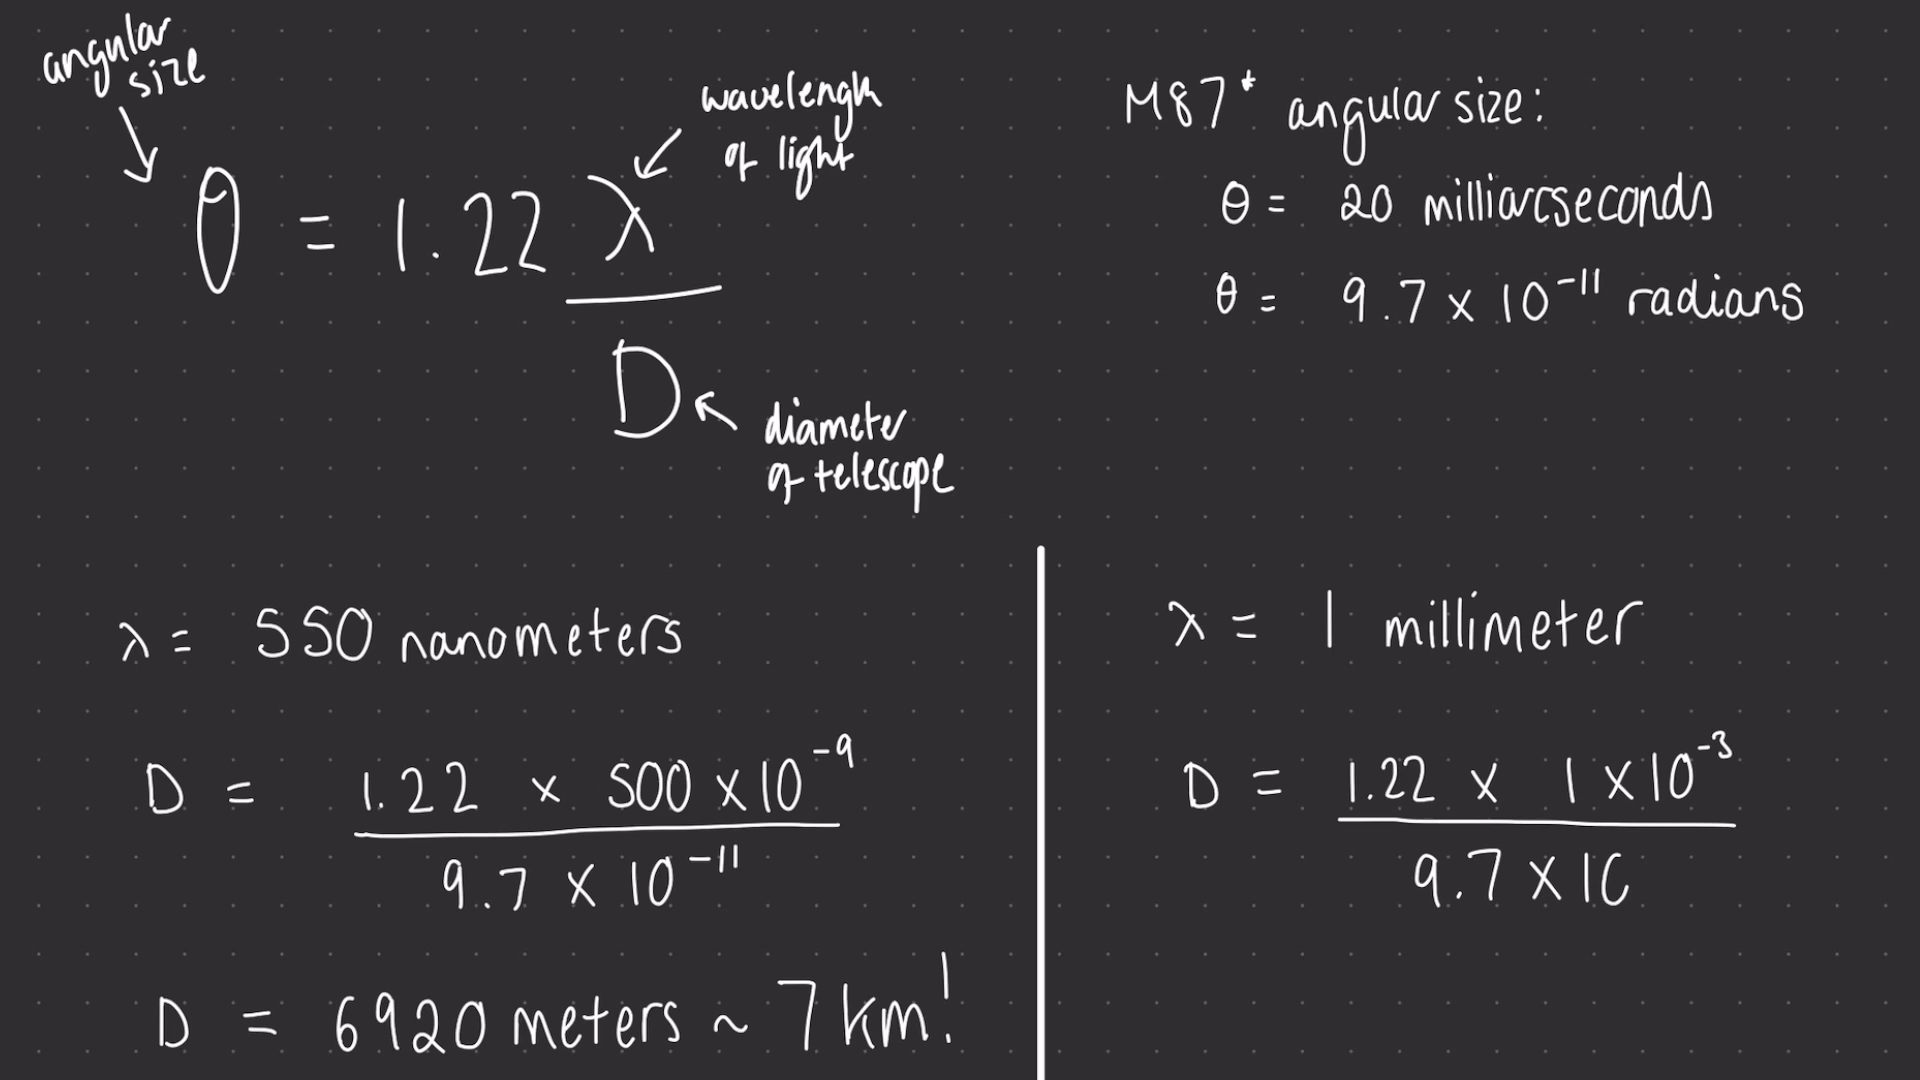 angular
size
wavelength
of light
θ = 1.22 λ
D
diameter
of telescope
M87* angular size:
θ = 20 milliarcseconds
θ = 9.7 x 10⁻¹¹ radians
λ = 550 nanometers
D = 1.22 x 500 x 10⁻⁹
9.7 x 10⁻¹¹
D = 6920 meters ~ 7 km!
λ = 1 millimeter
D = 1.22 x 1 x 10⁻³
9.7 x 10